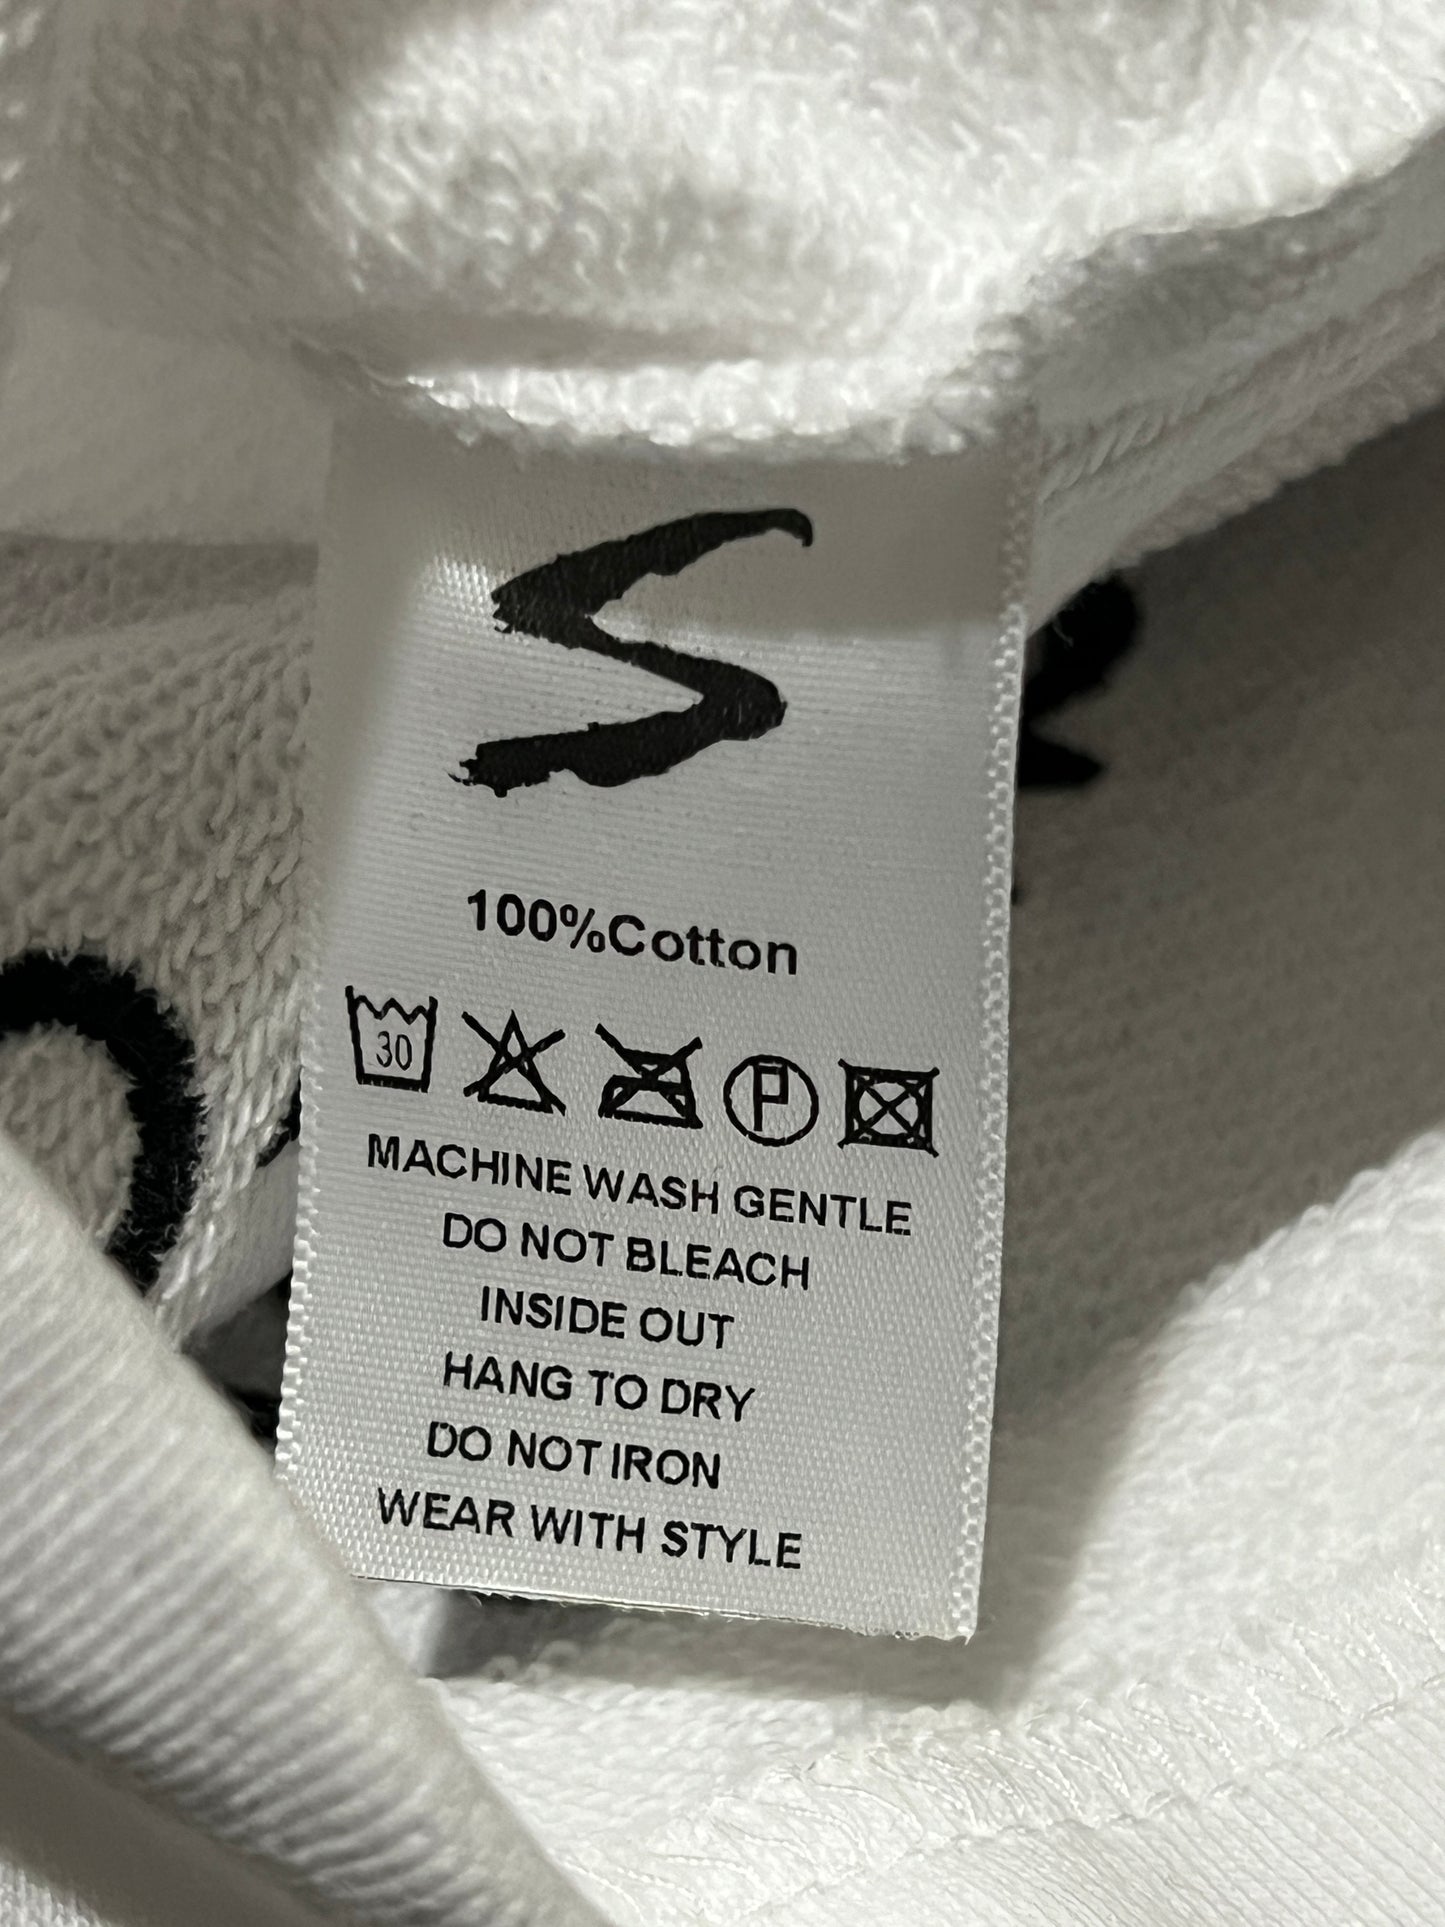 S
100%Cotton
30 P
MACHINE WASH GENTLE
DO NOT BLEACH
INSIDE OUT
HANG TO DRY
DO NOT IRON
WEAR WITH STYLE